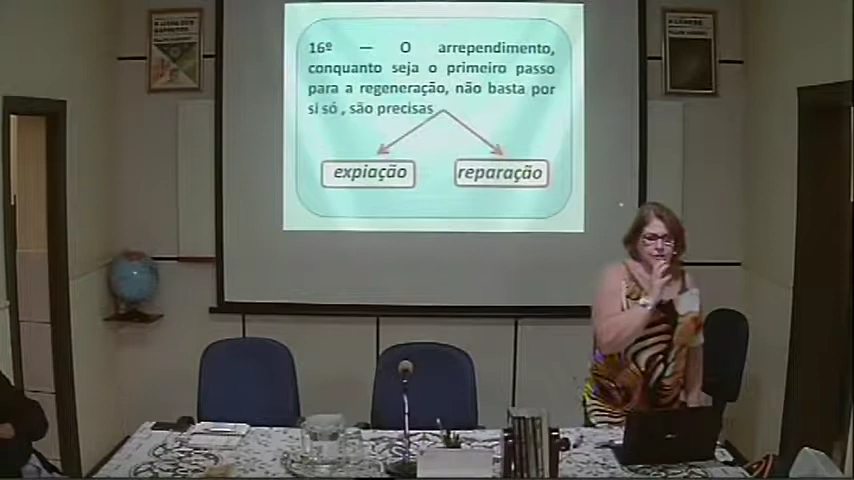 16º — O arrependimento,
conquanto seja o primeiro passo
para a regeneração, não basta por
si só , são precisas
expiação
reparação